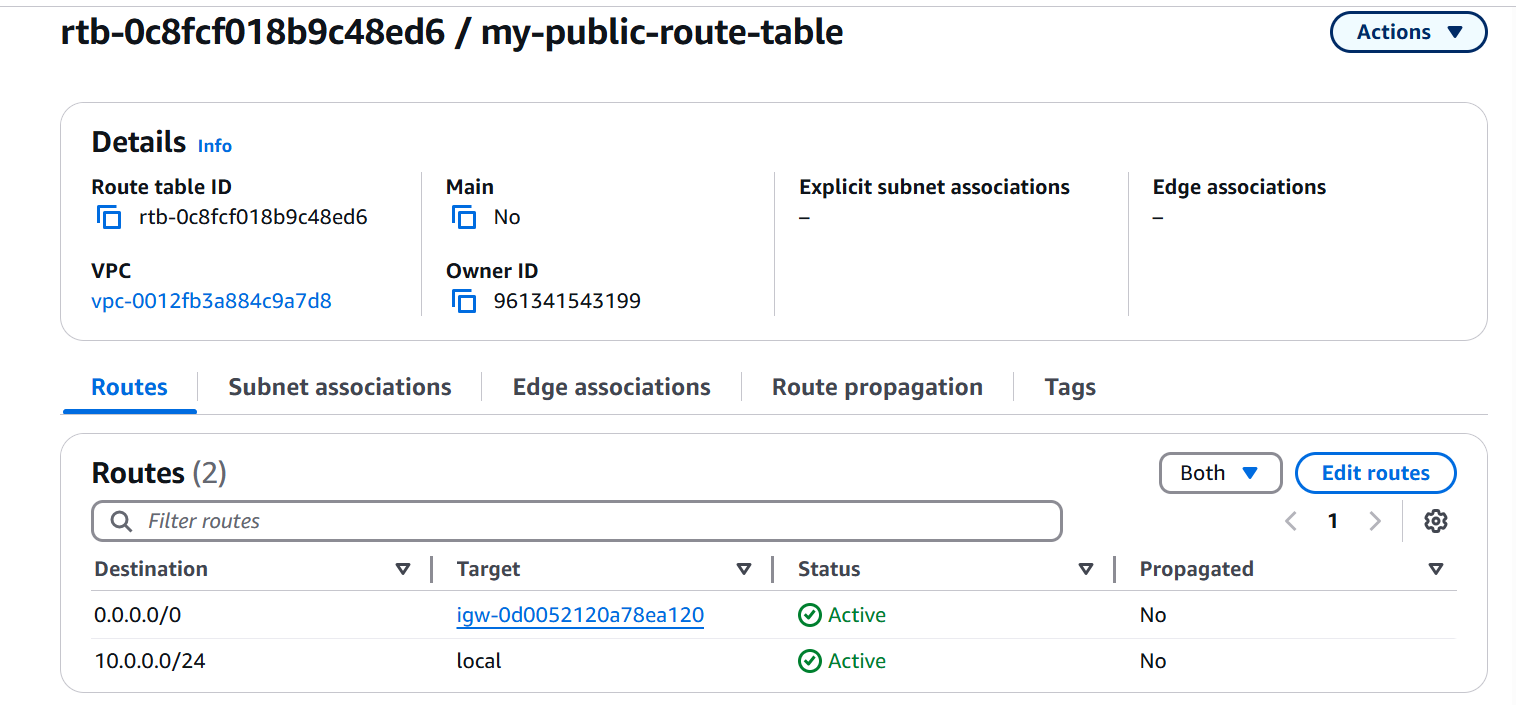 rtb-0c8fcf018b9c48ed6 / my-public-route-table
Actions
Details Info
Route table ID
rtb-0c8fcf018b9c48ed6
Main
No
Explicit subnet associations
–
Edge associations
–
VPC
vpc-0012fb3a884c9a7d8
Owner ID
961341543199
Routes Subnet associations Edge associations Route propagation Tags
Routes (2)
Both
Edit routes
Filter routes
1
Destination Target Status Propagated
0.0.0.0/0 igw-0d0052120a78ea120 Active No
10.0.0.0/24 local Active No